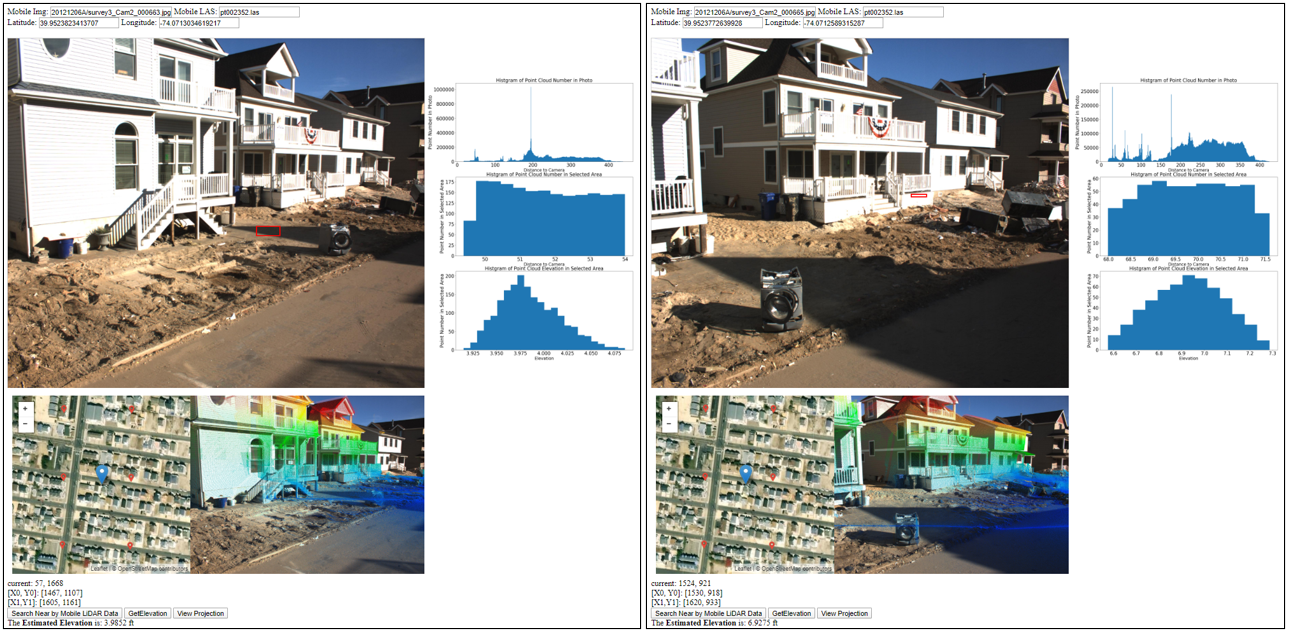 Mobile Img: 20121206A/survey3_Cam2_000663.jpg Mobile LAS: pt002352.las
Latitude: 39.9523823413707 Longitude: -74.0713034619217
Histgram of Point Cloud Number in Photo
Point Number in Photo
1000000
800000
600000
400000
200000
0
0 100 200 300 400
Distance to Camera
Histgram of Point Cloud Number in Selected Area
Point Number in Selected Area
175
150
125
100
75
50
25
0
50 51 52 53 54
Distance to Camera
Histgram of Point Cloud Elevation in Selected Area
Point Number in Selected Area
200
150
100
50
0
3.925 3.950 3.975 4.000 4.025 4.050 4.075
Elevation
+
−
Leaflet | © OpenStreetMap contributors
current: 57, 1668
[X0, Y0]: [1467, 1107]
[X1,Y1]: [1605, 1161]
Search Near by Mobile LiDAR Data GetElevation View Projection
The Estimated Elevation is: 3.9852 ft
Mobile Img: 20121206A/survey3_Cam2_000665.jpg Mobile LAS: pt002352.las
Latitude: 39.9523772639928 Longitude: -74.0712589315287
Histgram of Point Cloud Number in Photo
Point Number in Photo
250000
200000
150000
100000
50000
0
0 50 100 150 200 250 300 350 400
Distance to Camera
Histgram of Point Cloud Number in Selected Area
Point Number in Selected Area
60
50
40
30
20
10
0
68.0 68.5 69.0 69.5 70.0 70.5 71.0 71.5
Distance to Camera
Histgram of Point Cloud Elevation in Selected Area
Point Number in Selected Area
70
60
50
40
30
20
10
0
6.6 6.7 6.8 6.9 7.0 7.1 7.2 7.3
Elevation
+
−
Leaflet | © OpenStreetMap contributors
current: 1524, 921
[X0, Y0]: [1530, 918]
[X1,Y1]: [1620, 933]
Search Near by Mobile LiDAR Data GetElevation View Projection
The Estimated Elevation is: 6.9275 ft